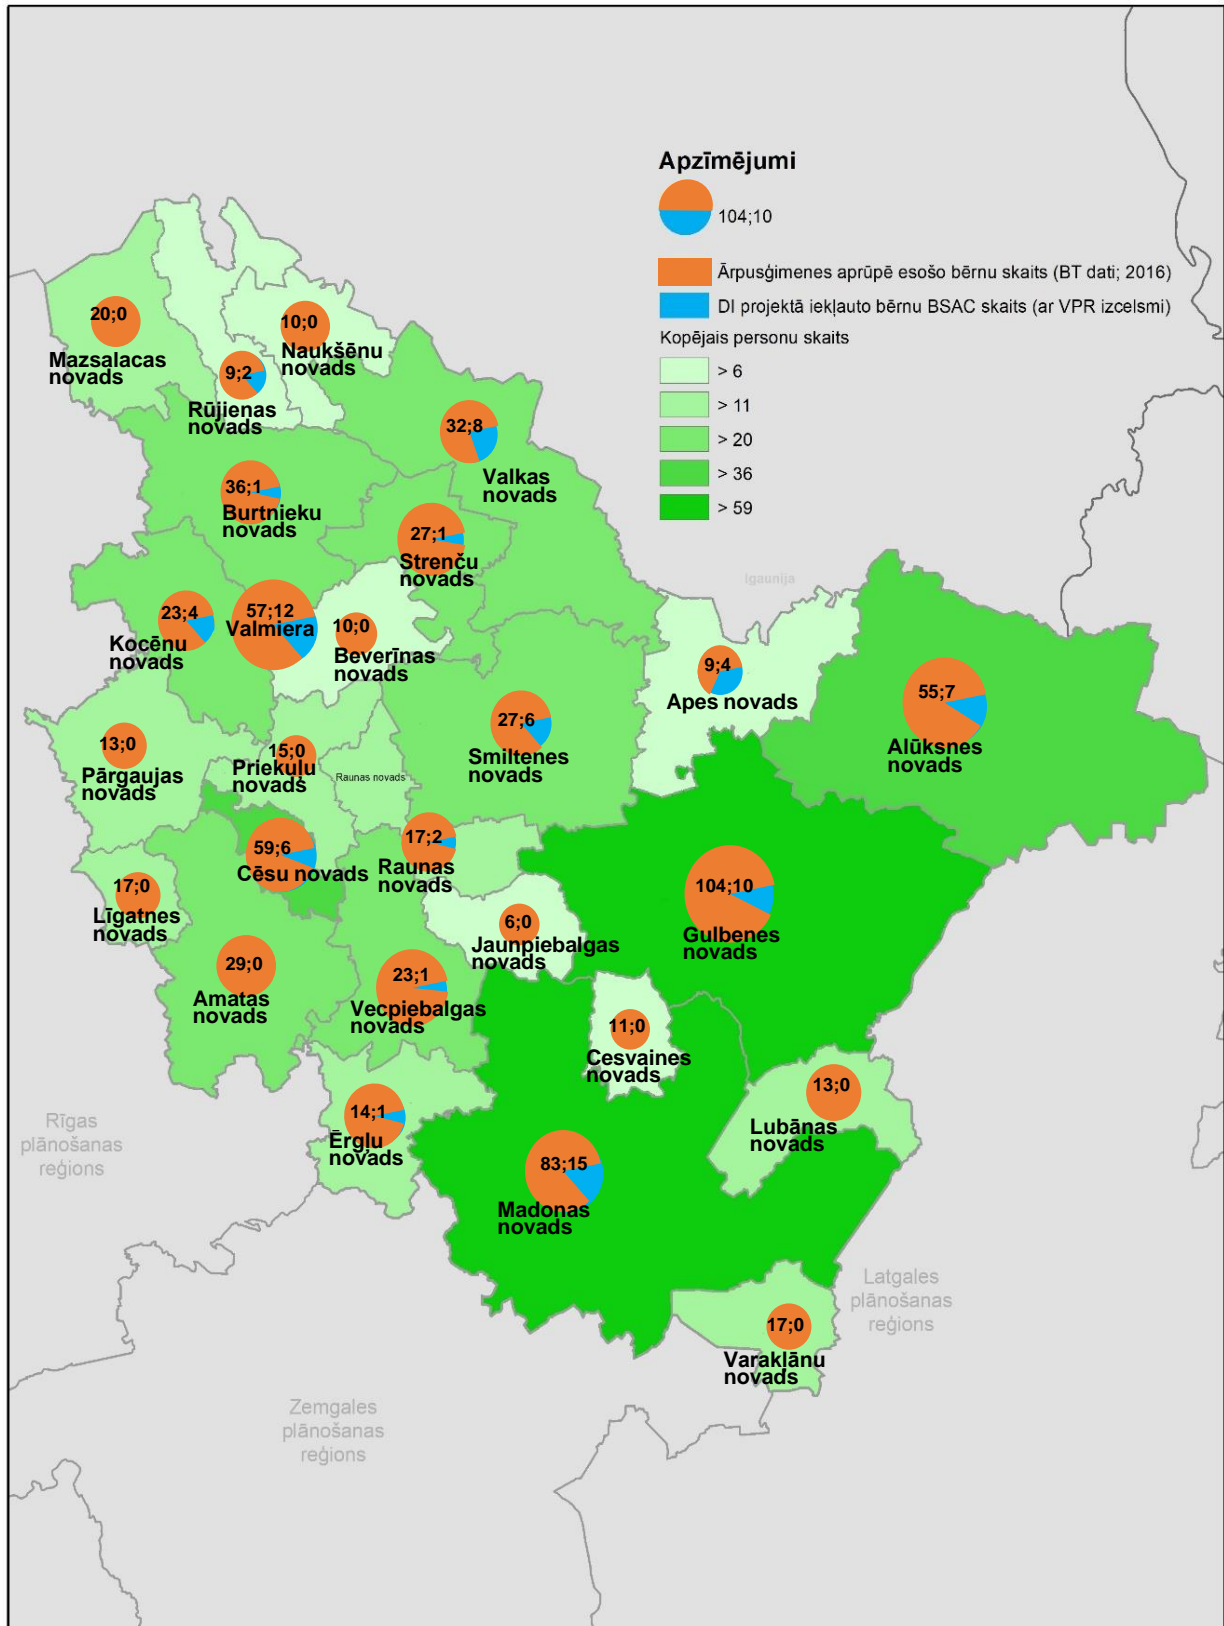 Apzīmējumi
104;10
Ārpusģimenes aprūpē esošo bērnu skaits (BT dati; 2016)
DI projektā iekļauto bērnu BSAC skaits (ar VPR izcelsmi)
Kopējais personu skaits
> 6
> 11
> 20
> 36
> 59
20;0
Mazsalacas
novads
10;0
Naukšēnu
novads
9;2
Rūjienas
novads
32;8
Valkas
novads
36;1
Burtnieku
novads
27;1
Strenču
novads
Igaunija
23;4
Kocēnu
novads
57;12
Valmiera
10;0
Beverīnas
novads
9;4
Apes novads
55;7
Alūksnes
novads
13;0
Pārgaujas
novads
15;0
Priekuļu
novads
Raunas novads
27;6
Smiltenes
novads
59;6
Cēsu novads
17;2
Raunas
novads
17;0
Līgatnes
novads
104;10
Gulbenes
novads
6;0
Jaunpiebalgas
novads
29;0
Amatas
novads
23;1
Vecpiebalgas
novads
11;0
Cesvaines
novads
13;0
Lubānas
novads
14;1
Ērgļu
novads
Rīgas
plānošanas
reģions
83;15
Madonas
novads
Latgales
plānošanas
reģions
17;0
Varakļānu
novads
Zemgales
plānošanas
reģions